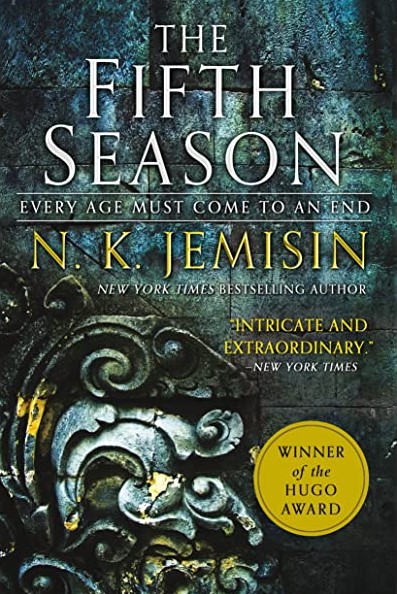 THE
FIFTH
SEASON
EVERY AGE MUST COME TO AN END
N. K. JEMISIN
NEW YORK TIMES BESTSELLING AUTHOR
"INTRICATE AND
EXTRAORDINARY."
–NEW YORK TIMES
WINNER
of the
HUGO
AWARD